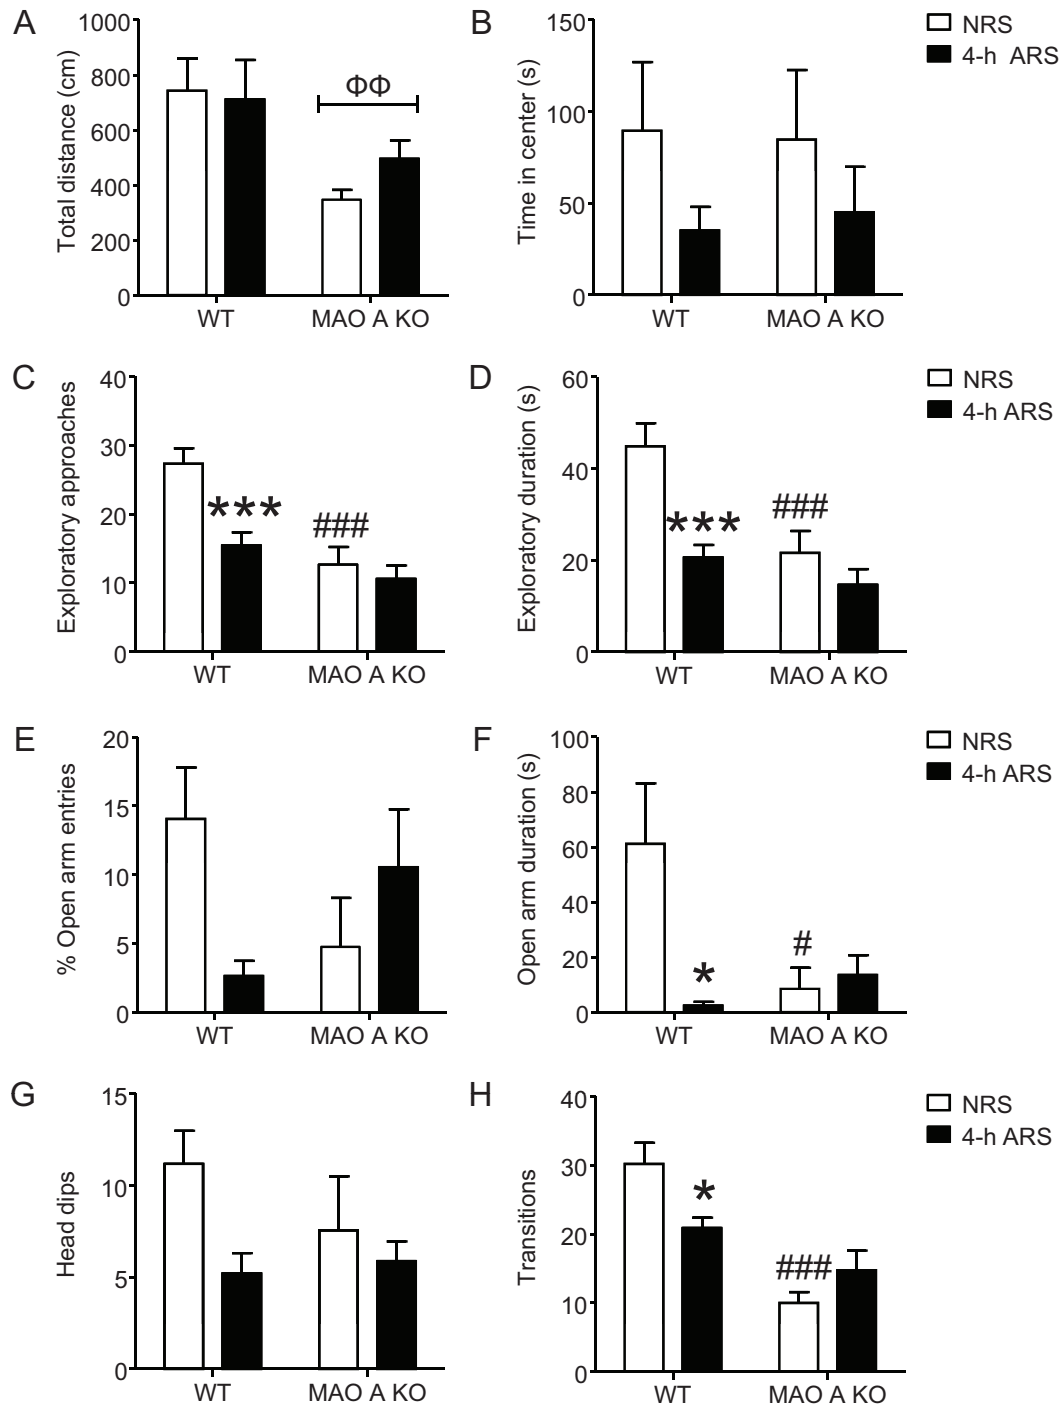 A
Total distance (cm)
1000
800
600
400
200
0
ΦΦ
WT
MAO A KO
B
Time in center (s)
150
100
50
0
WT
MAO A KO
NRS
4-h ARS
C
Exploratory approaches
40
30
20
10
0
***
###
WT
MAO A KO
D
Exploratory duration (s)
60
40
20
0
***
###
WT
MAO A KO
NRS
4-h ARS
E
% Open arm entries
20
15
10
5
0
WT
MAO A KO
F
Open arm duration (s)
100
80
60
40
20
0
*
#
WT
MAO A KO
NRS
4-h ARS
G
Head dips
15
10
5
0
WT
MAO A KO
H
Transitions
40
30
20
10
0
*
###
WT
MAO A KO
NRS
4-h ARS